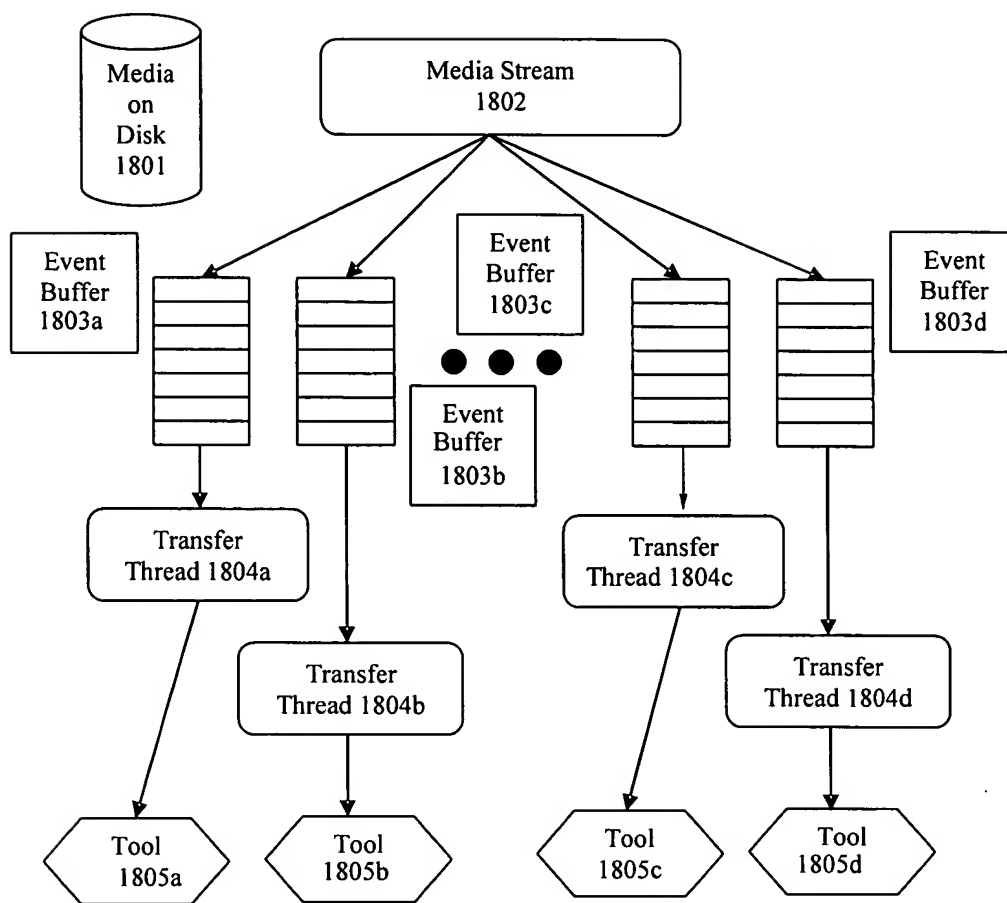 Media
on
Disk
1801
Media Stream
1802
Event
Buffer
1803a
Event
Buffer
1803c
Event
Buffer
1803d
Event
Buffer
1803b
Transfer
Thread 1804a
Transfer
Thread 1804c
Transfer
Thread 1804b
Transfer
Thread 1804d
Tool
1805a
Tool
1805b
Tool
1805c
Tool
1805d